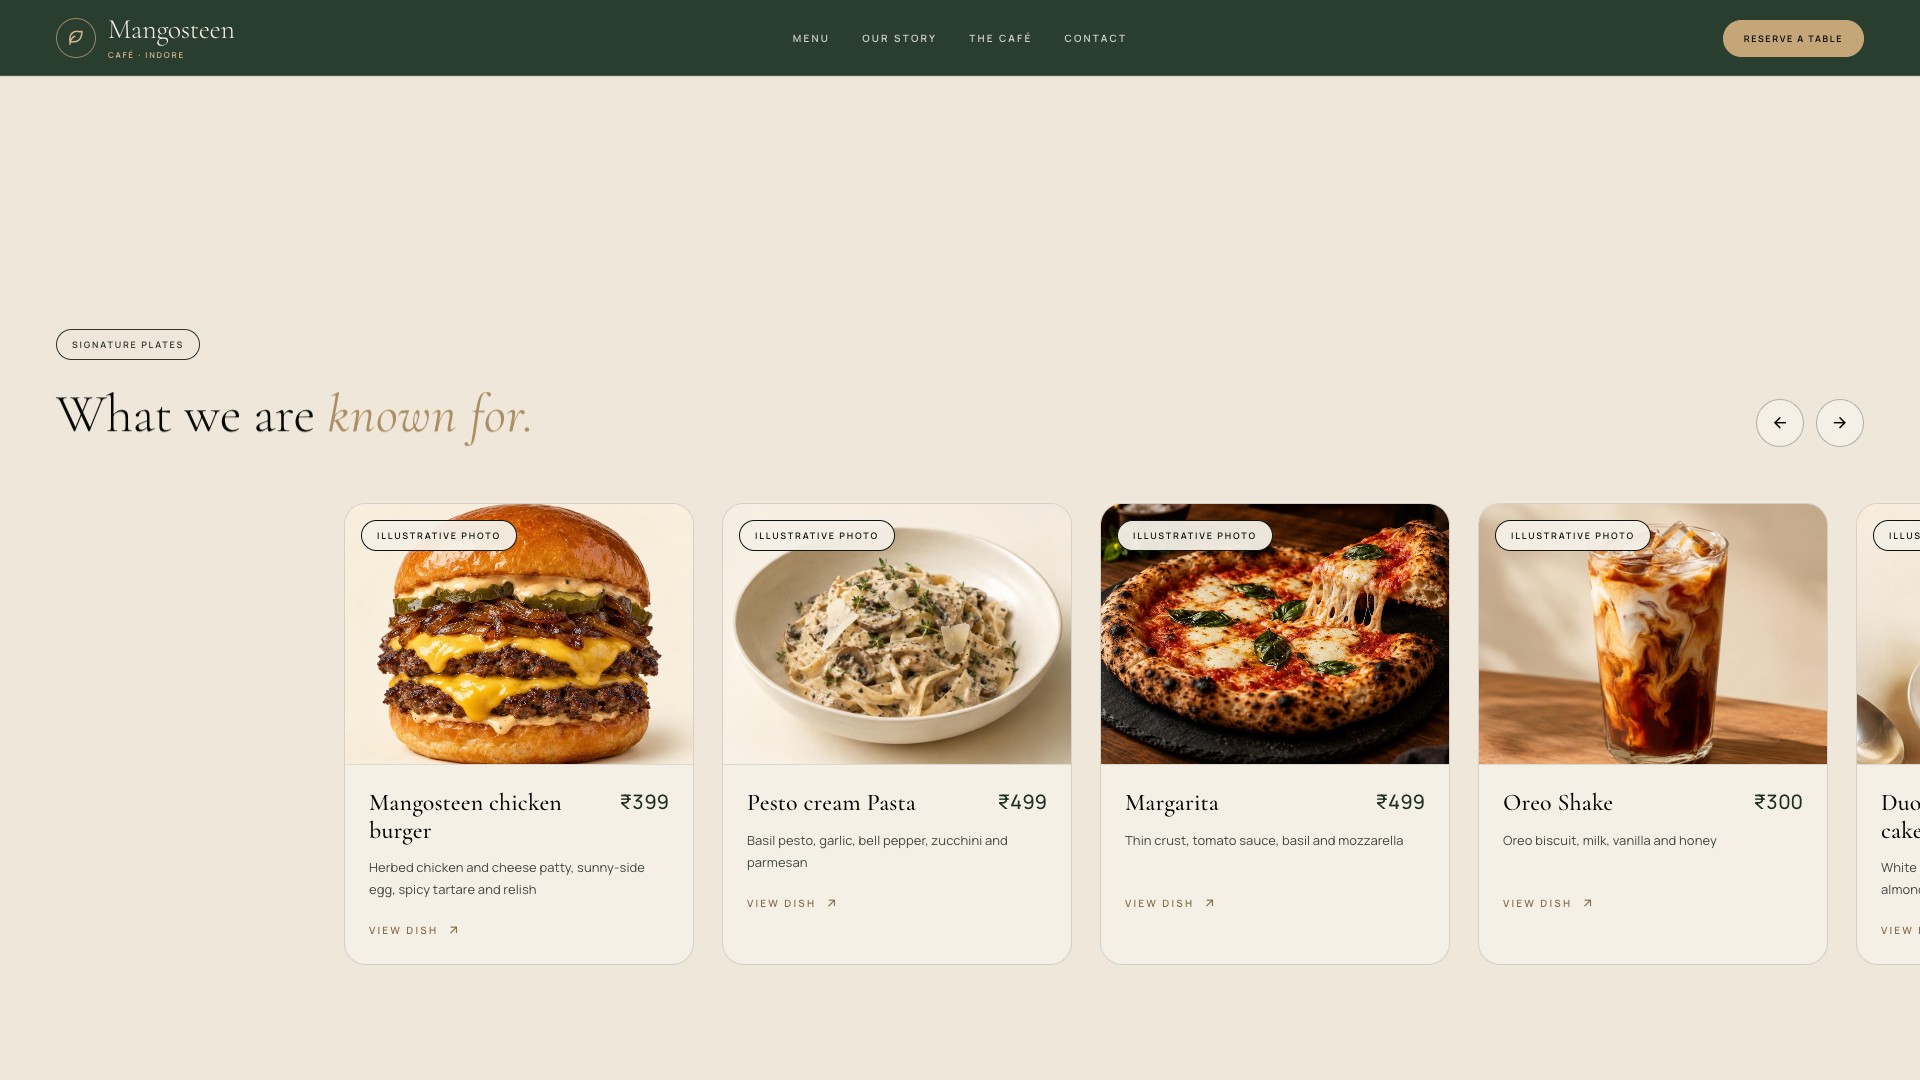 Mangosteen
CAFÉ · INDORE
MENU
OUR STORY
THE CAFÉ
CONTACT
RESERVE A TABLE
SIGNATURE PLATES
What we are known for.
ILLUSTRATIVE PHOTO
ILLUSTRATIVE PHOTO
ILLUSTRATIVE PHOTO
ILLUSTRATIVE PHOTO
Mangosteen chicken
burger
₹399
Herbed chicken and cheese patty, sunny-side
egg, spicy tartare and relish
VIEW DISH
Pesto cream Pasta
₹499
Basil pesto, garlic, bell pepper, zucchini and
parmesan
VIEW DISH
Margarita
₹499
Thin crust, tomato sauce, basil and mozzarella
VIEW DISH
Oreo Shake
₹300
Oreo biscuit, milk, vanilla and honey
VIEW DISH
Duo
cake
White
VIEW